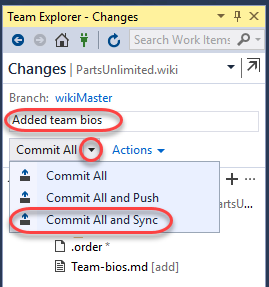 Team Explorer - Changes
Search Work Items
Changes | PartsUnlimited.wiki
Branch: wikiMaster
Added team bios
Commit All Actions
Commit All
Commit All and Push
Commit All and Sync
.order *
Team-bios.md [add]